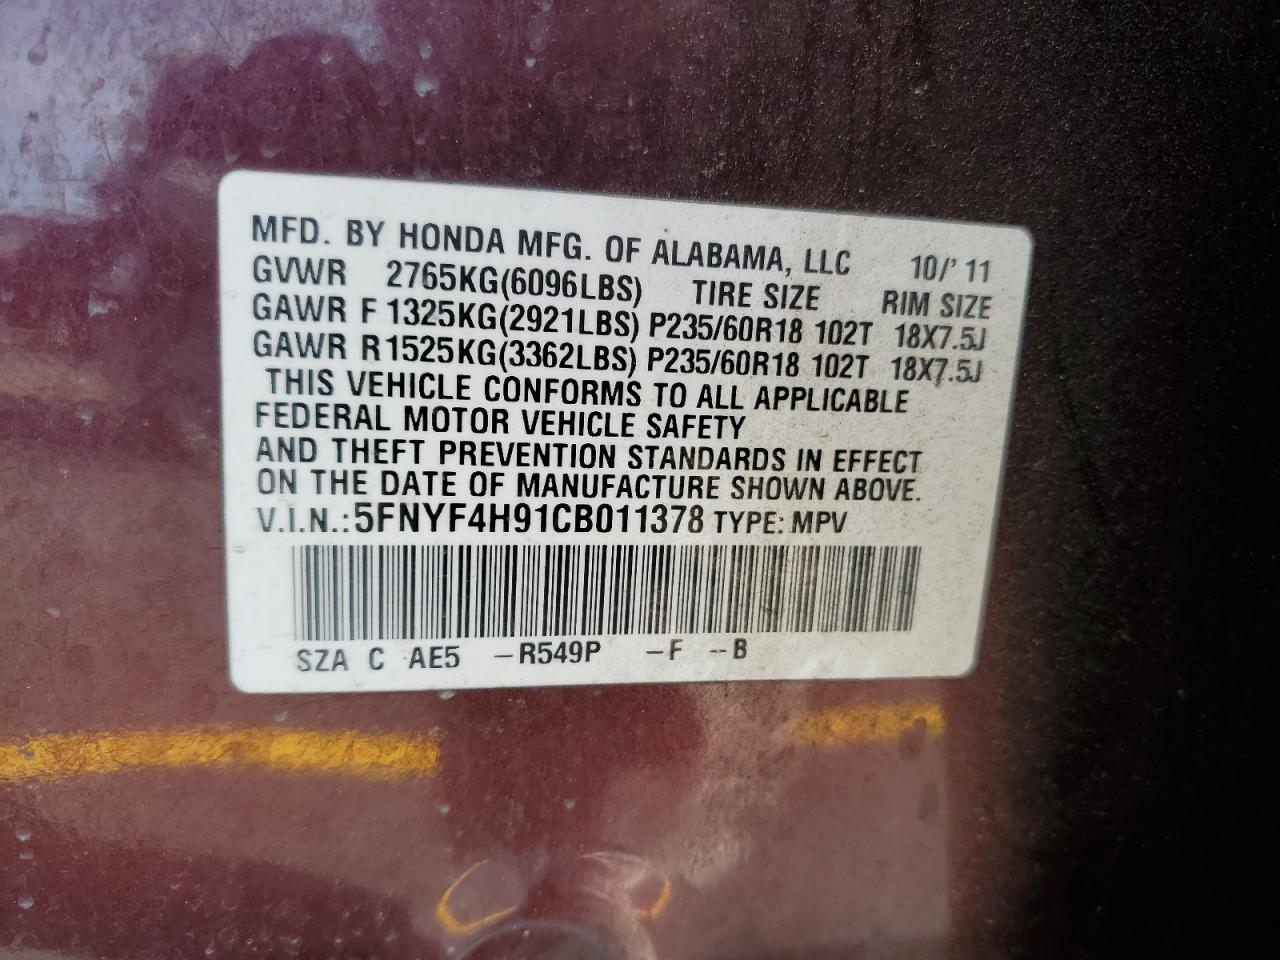 MFD. BY HONDA MFG. OF ALABAMA, LLC 10/' 11
GVWR 2765KG(6096LBS) TIRE SIZE RIM SIZE
GAWR F 1325KG(2921LBS) P235/60R18 102T 18X7.5J
GAWR R1525KG(3362LBS) P235/60R18 102T 18X7.5J
THIS VEHICLE CONFORMS TO ALL APPLICABLE
FEDERAL MOTOR VEHICLE SAFETY
AND THEFT PREVENTION STANDARDS IN EFFECT
ON THE DATE OF MANUFACTURE SHOWN ABOVE.
V.I.N.: 5FNYF4H91CB011378 TYPE: MPV
SZA C AE5 –R549P –F --B